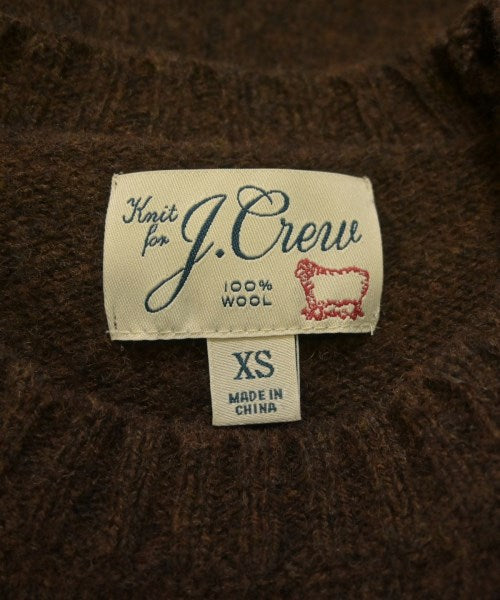 Knit
for
J.Crew
100%
WOOL
XS
MADE IN
CHINA